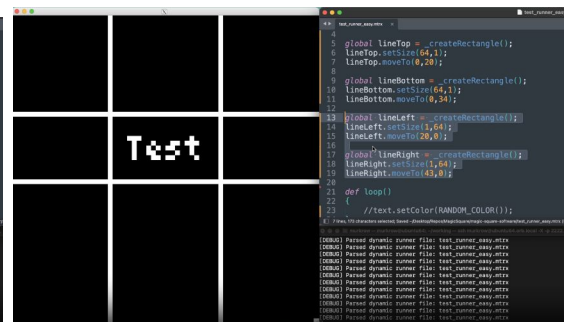 Test
test_runner_easy.mtrx
test_runner_easy.mtrx
4
5 global lineTop = _createRectangle();
6 lineTop.setSize(64,1);
7 lineTop.moveTo(0,20);
8
9 global lineBottom = _createRectangle();
10 lineBottom.setSize(64,1);
11 lineBottom.moveTo(0,34);
12
13 global lineLeft = _createRectangle();
14 lineLeft.setSize(1,64);
15 lineLeft.moveTo(20,0);
16
17 global lineRight = _createRectangle();
18 lineRight.setSize(1,64);
19 lineRight.moveTo(43,0);
20
21 def loop()
22 {
23 //text.setColor(RANDOM_COLOR());
7 lines, 173 characters selected;
[DEBUG] Parsed dynamic runner file: test_runner_easy.mtrx
[DEBUG] Parsed dynamic runner file: test_runner_easy.mtrx
[DEBUG] Parsed dynamic runner file: test_runner_easy.mtrx
[DEBUG] Parsed dynamic runner file: test_runner_easy.mtrx
[DEBUG] Parsed dynamic runner file: test_runner_easy.mtrx
[DEBUG] Parsed dynamic runner file: test_runner_easy.mtrx
[DEBUG] Parsed dynamic runner file: test_runner_easy.mtrx
[DEBUG] Parsed dynamic runner file: test_runner_easy.mtrx
[DEBUG] Parsed dynamic runner file: test_runner_easy.mtrx
[DEBUG] Parsed dynamic runner file: test_runner_easy.mtrx
[DEBUG] Parsed dynamic runner file: test_runner_easy.mtrx